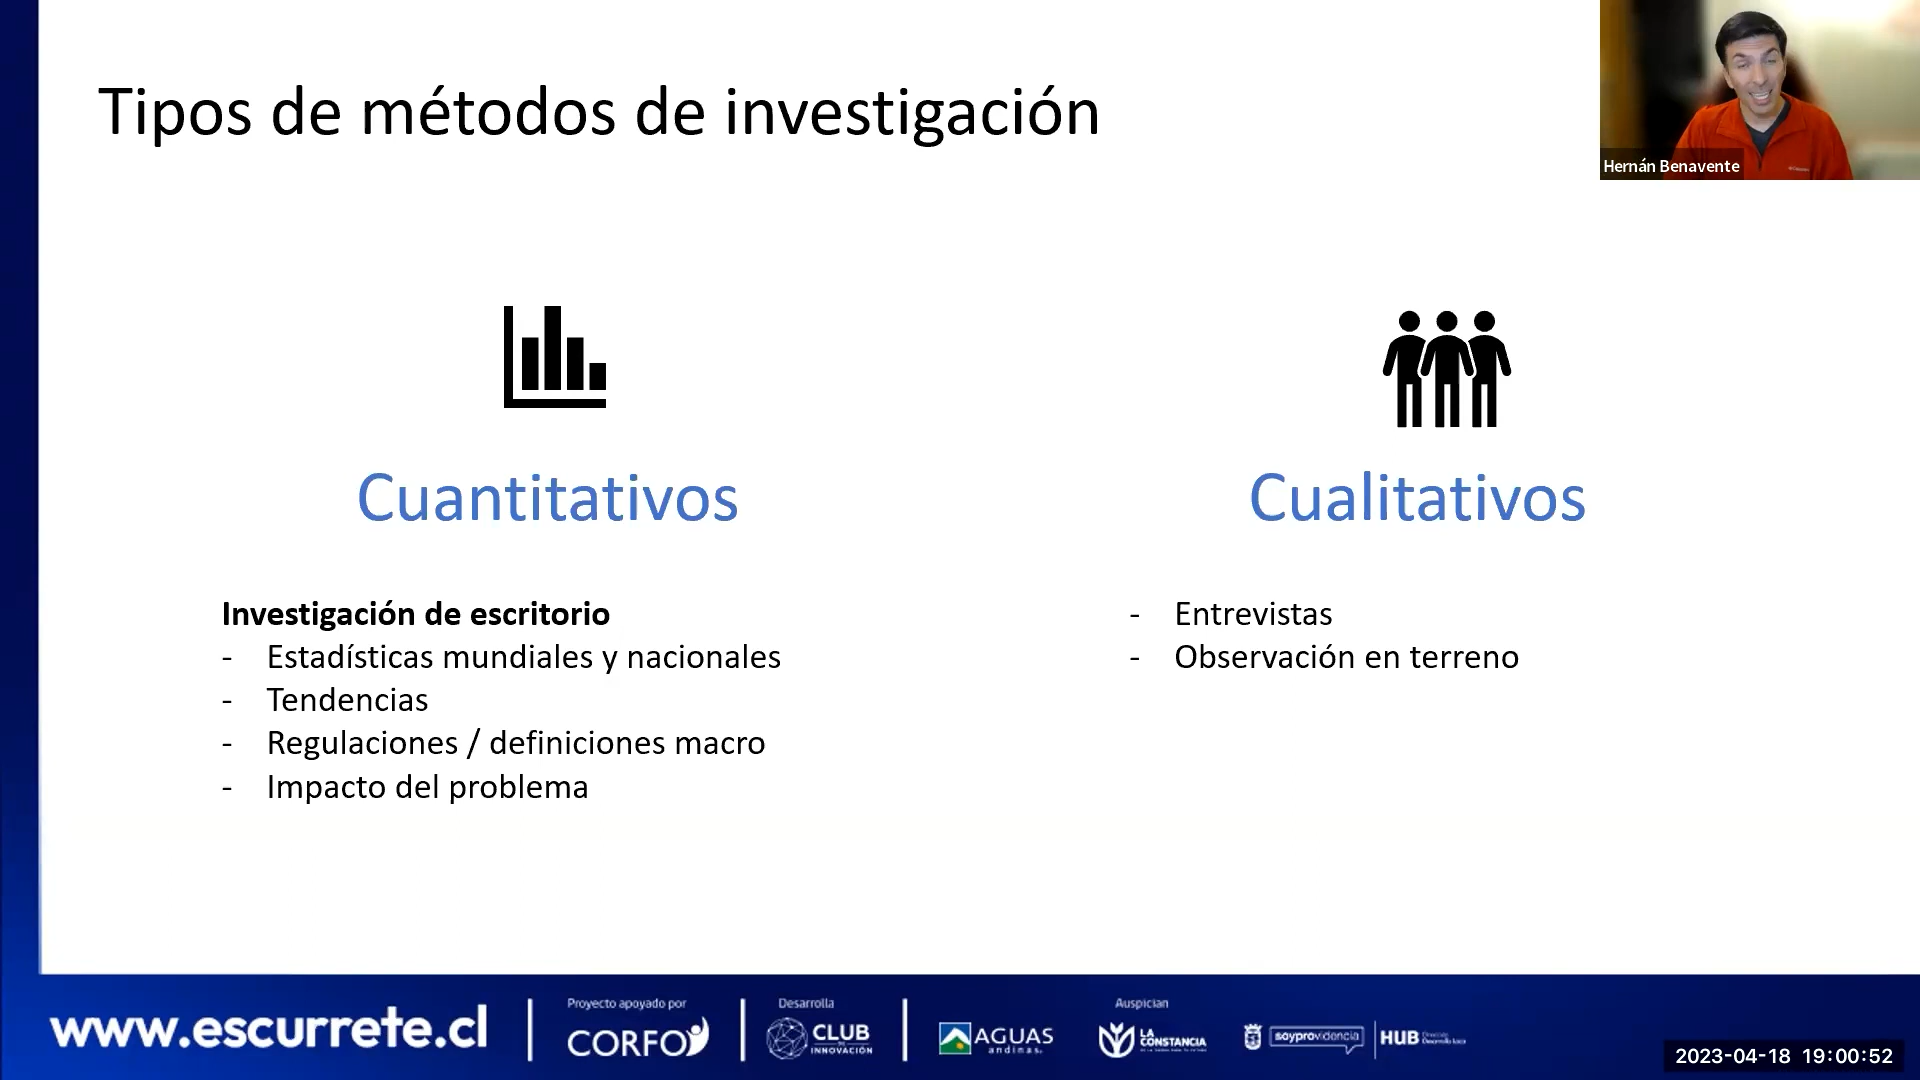 Tipos de métodos de investigación
Hernán Benavente
Cuantitativos
Cualitativos
Investigación de escritorio
- Estadísticas mundiales y nacionales
- Tendencias
- Regulaciones / definiciones macro
- Impacto del problema
- Entrevistas
- Observación en terreno
www.escurrete.cl
Proyecto apoyado por
CORFO
Desarrolla
CLUB
DE
INNOVACIÓN
AGUAS
andinas.
Auspician
LA
CONSTANCIA
soyprovidencia
HUB
2023-04-18 19:00:52